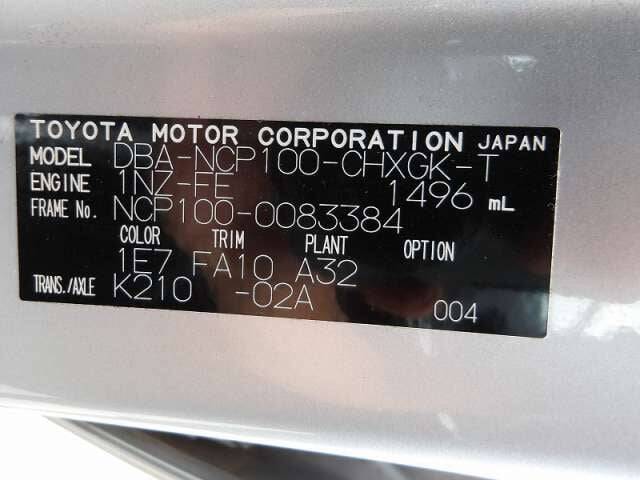 TOYOTA MOTOR CORPORATION JAPAN
MODEL DBA-NCP100-CHXGK-T
ENGINE 1NZ-FE 1496 mL
FRAME No. NCP100-0083384
COLOR TRIM PLANT OPTION
1E7 FA10 A32
TRANS./AXLE K210 -02A 004